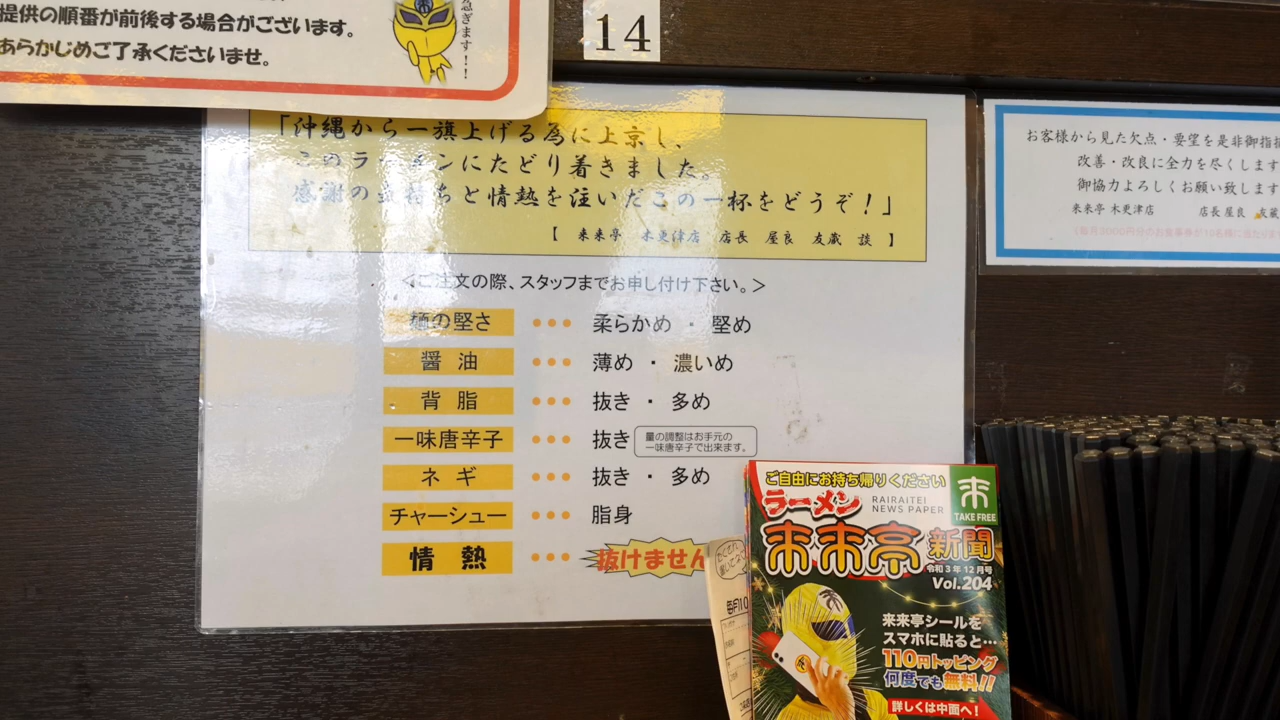 提供の順番が前後する場合がございます。
あらかじめご了承くださいませ。
急ぎます!!
14
「沖縄から一旗上げる為に上京し、
このラーメンにたどり着きました。
感謝の気持ちと情熱を注いだこの一杯をどうぞ!」
【 来来亭 木更津店 店長 屋良 友蔵 談 】
<ご注文の際、スタッフまでお申し付け下さい。>
麺の堅さ ••• 柔らかめ ・ 堅め
醤油 ••• 薄め ・ 濃いめ
背脂 ••• 抜き ・ 多め
一味唐辛子 ••• 抜き 量の調整はお手元の
一味唐辛子で出来ます。
ネギ ••• 抜き ・ 多め
チャーシュー ••• 脂身
情熱 ••• 抜けません
お客様から見た欠点・要望を是非御指摘
改善・改良に全力を尽くします
御協力よろしくお願い致します
来来亭 木更津店 店長 屋良 友蔵
ご自由にお持ち帰りください
ラーメン
RAIRAITEI
NEWS PAPER
来
TAKE FREE
来来亭 新聞
令和3年12月号
Vol.204
来来亭シールを
スマホに貼ると…
110円トッピング
何度でも無料!!
詳しくは中面へ!
毎月10